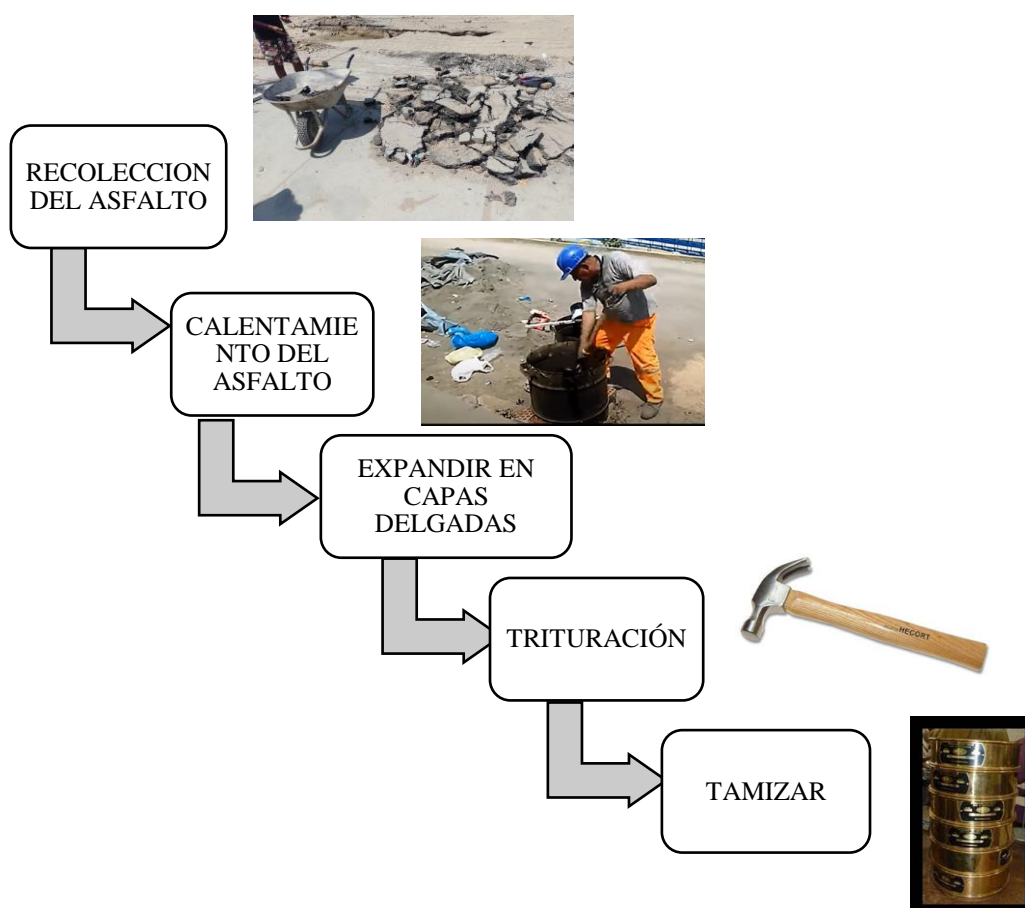 RECOLECCION
DEL ASFALTO
CALENTAMIE
NTO DEL
ASFALTO
EXPANDIR EN
CAPAS
DELGADAS
TRITURACIÓN
HECORT
TAMIZAR